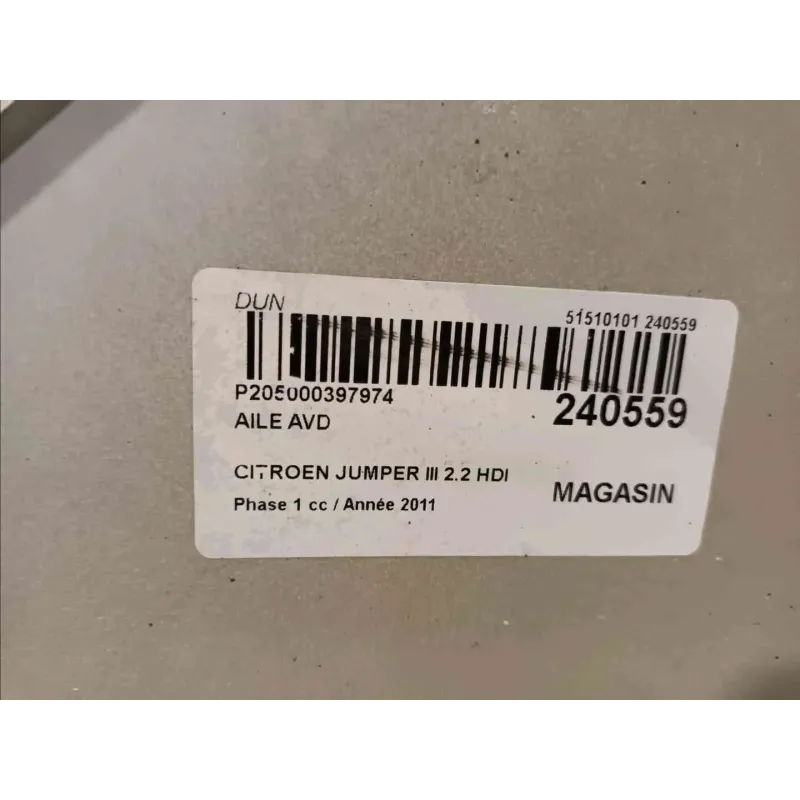 DUN
51510101 240559
P205000397974
240559
AILE AVD
CITROEN JUMPER III 2.2 HDI
MAGASIN
Phase 1 cc / Année 2011